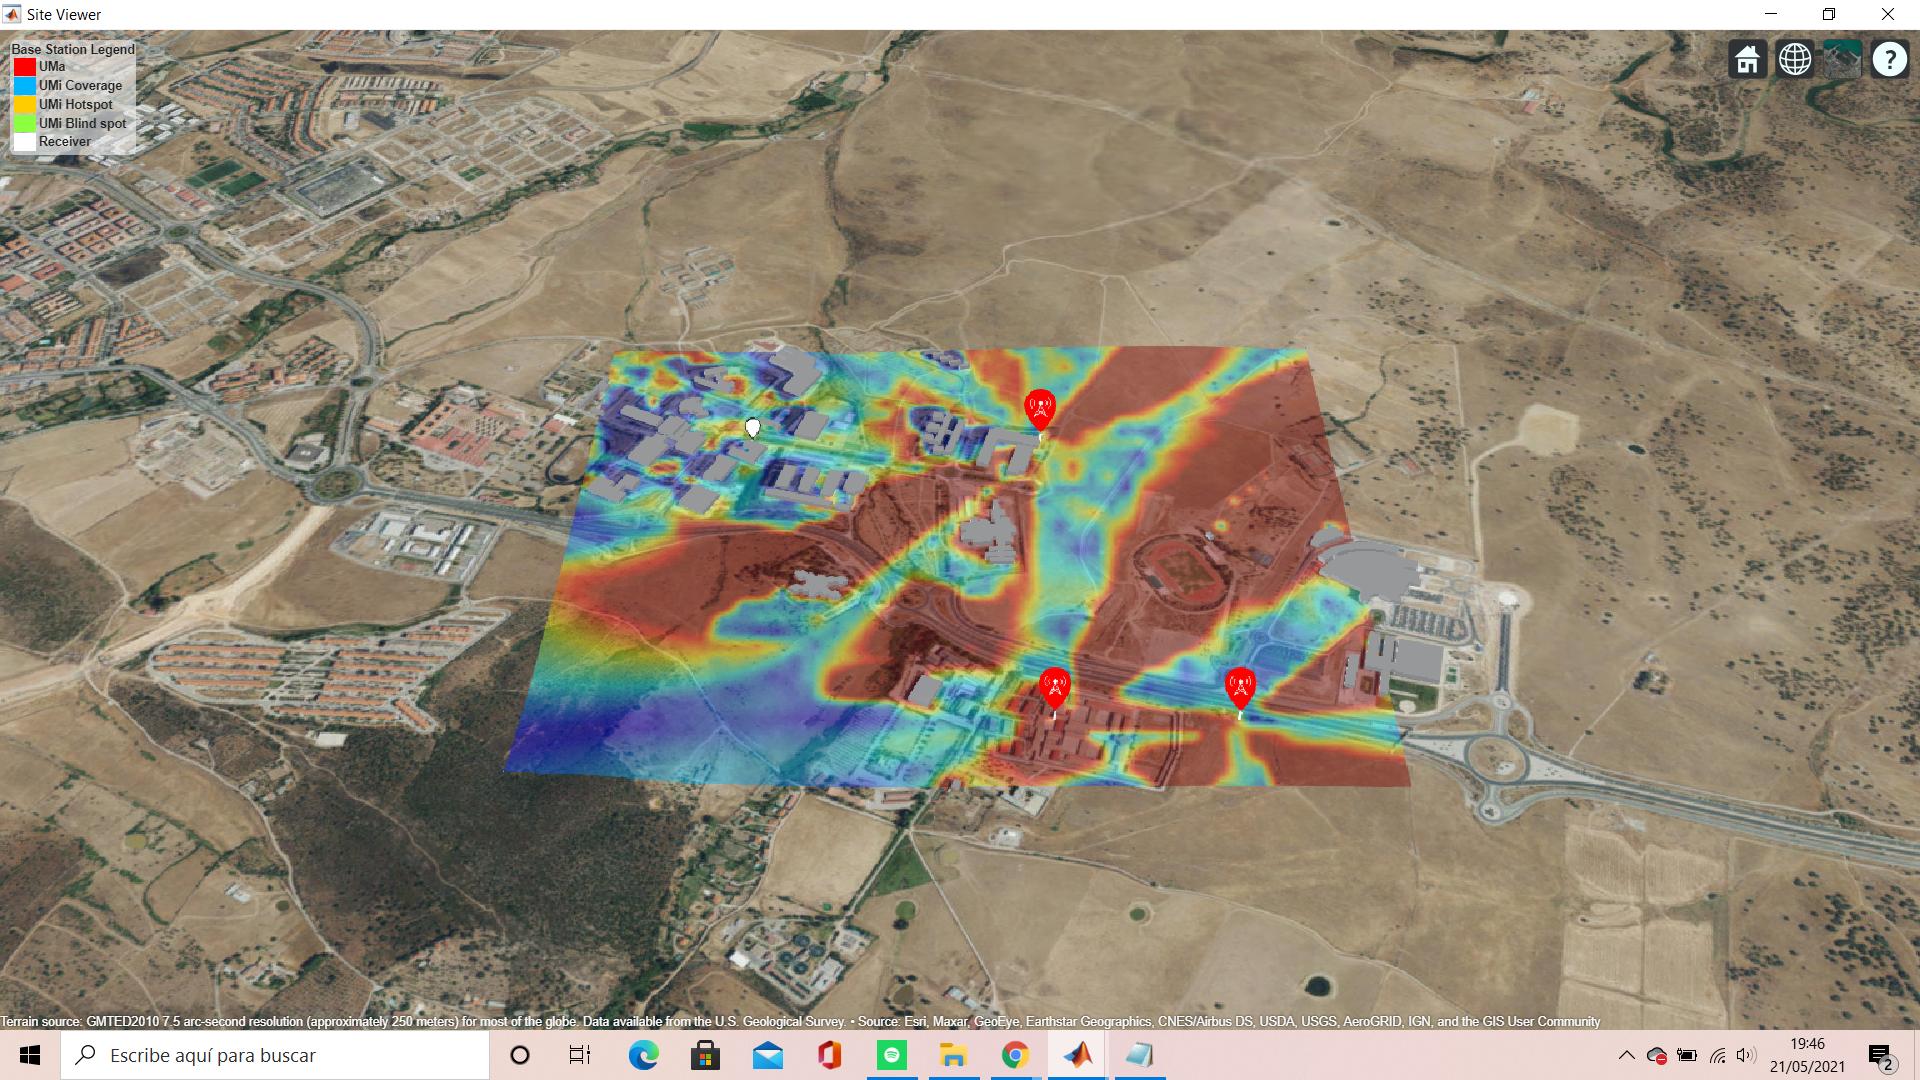 Site Viewer
Base Station Legend
UMa
UMi Coverage
UMi Hotspot
UMi Blind spot
Receiver
?
Terrain source: GMTED2010 7.5 arc-second resolution (approximately 250 meters) for most of the globe. Data available from the U.S. Geological Survey. • Source: Esri, Maxar, GeoEye, Earthstar Geographics, CNES/Airbus DS, USDA, USGS, AeroGRID, IGN, and the GIS User Community
Escribe aquí para buscar
19:46
21/05/2021
2